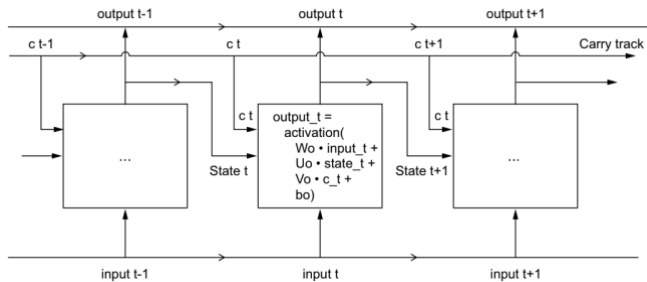 output t-1
output t
output t+1
c t-1
c t
c t+1
Carry track
c t
output_t =
activation(
Wo • input_t +
Uo • state_t +
Vo • c_t +
bo)
c t
...
...
State t
State t+1
input t-1
input t
input t+1